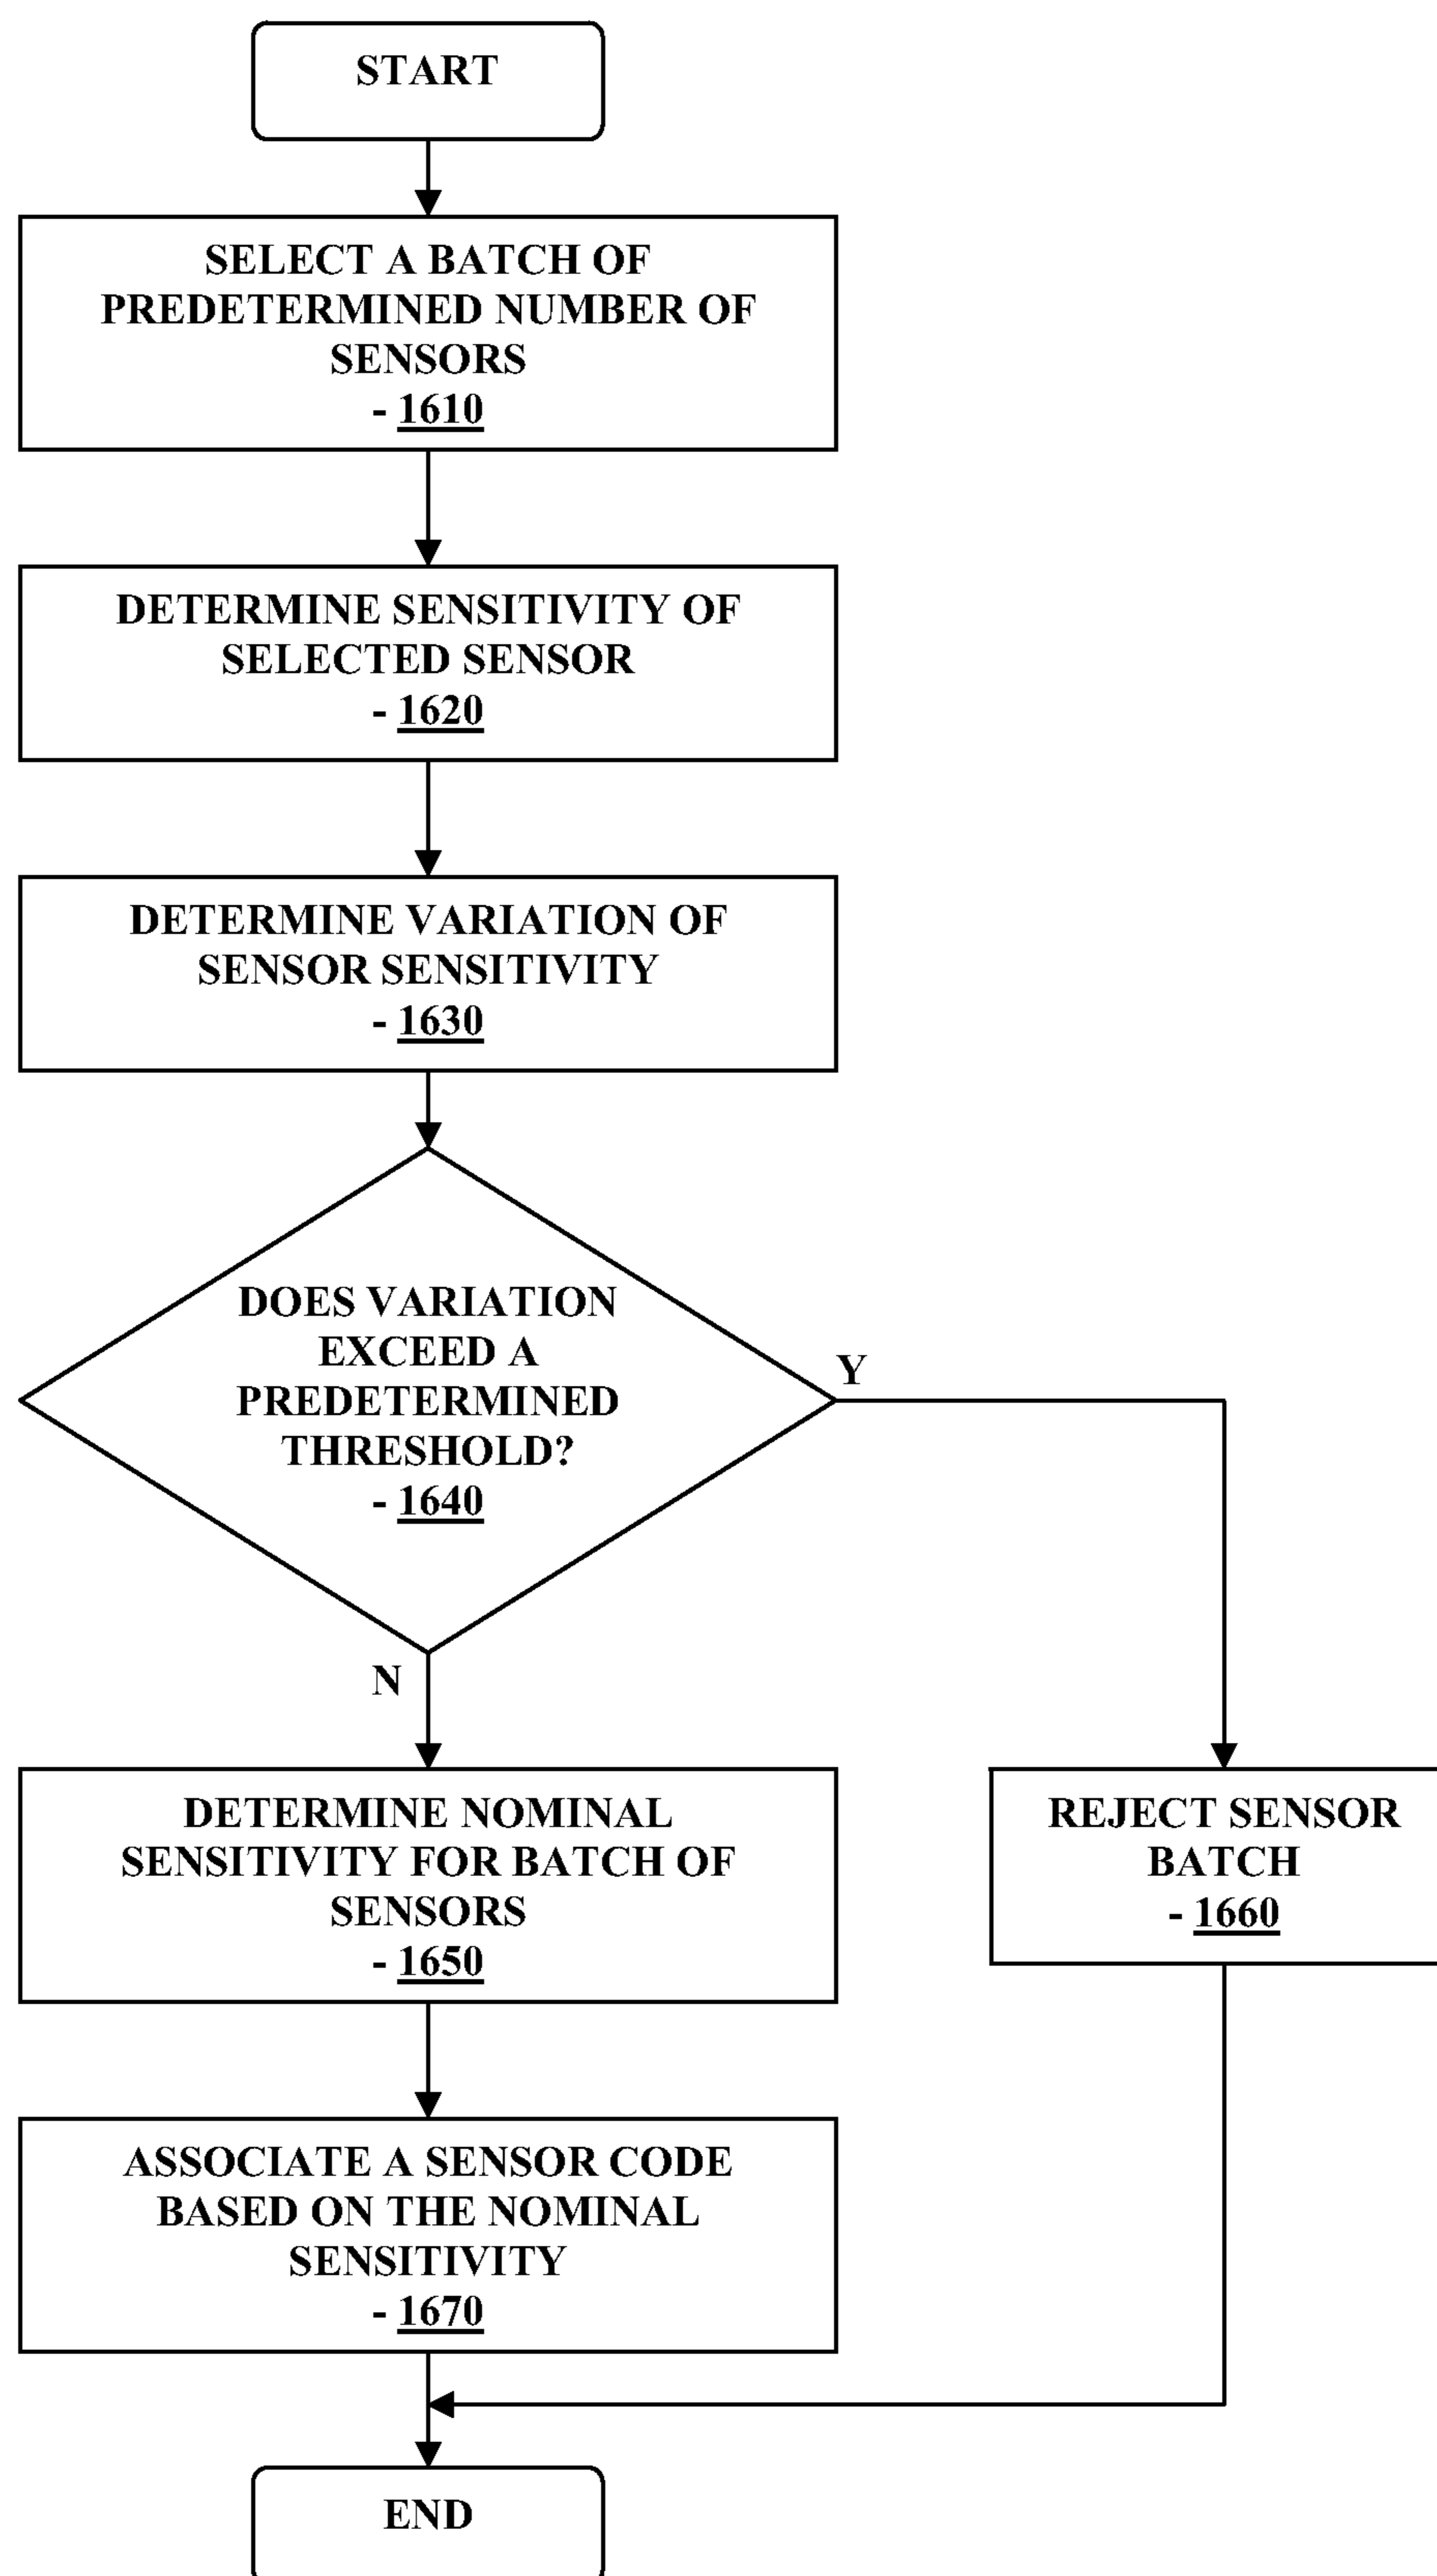 START
SELECT A BATCH OF
PREDETERMINED NUMBER OF
SENSORS
- 1610
DETERMINE SENSITIVITY OF
SELECTED SENSOR
- 1620
DETERMINE VARIATION OF
SENSOR SENSITIVITY
- 1630
DOES VARIATION
EXCEED A
PREDETERMINED
THRESHOLD?
- 1640
Y
N
DETERMINE NOMINAL
SENSITIVITY FOR BATCH OF
SENSORS
- 1650
REJECT SENSOR
BATCH
- 1660
ASSOCIATE A SENSOR CODE
BASED ON THE NOMINAL
SENSITIVITY
- 1670
END